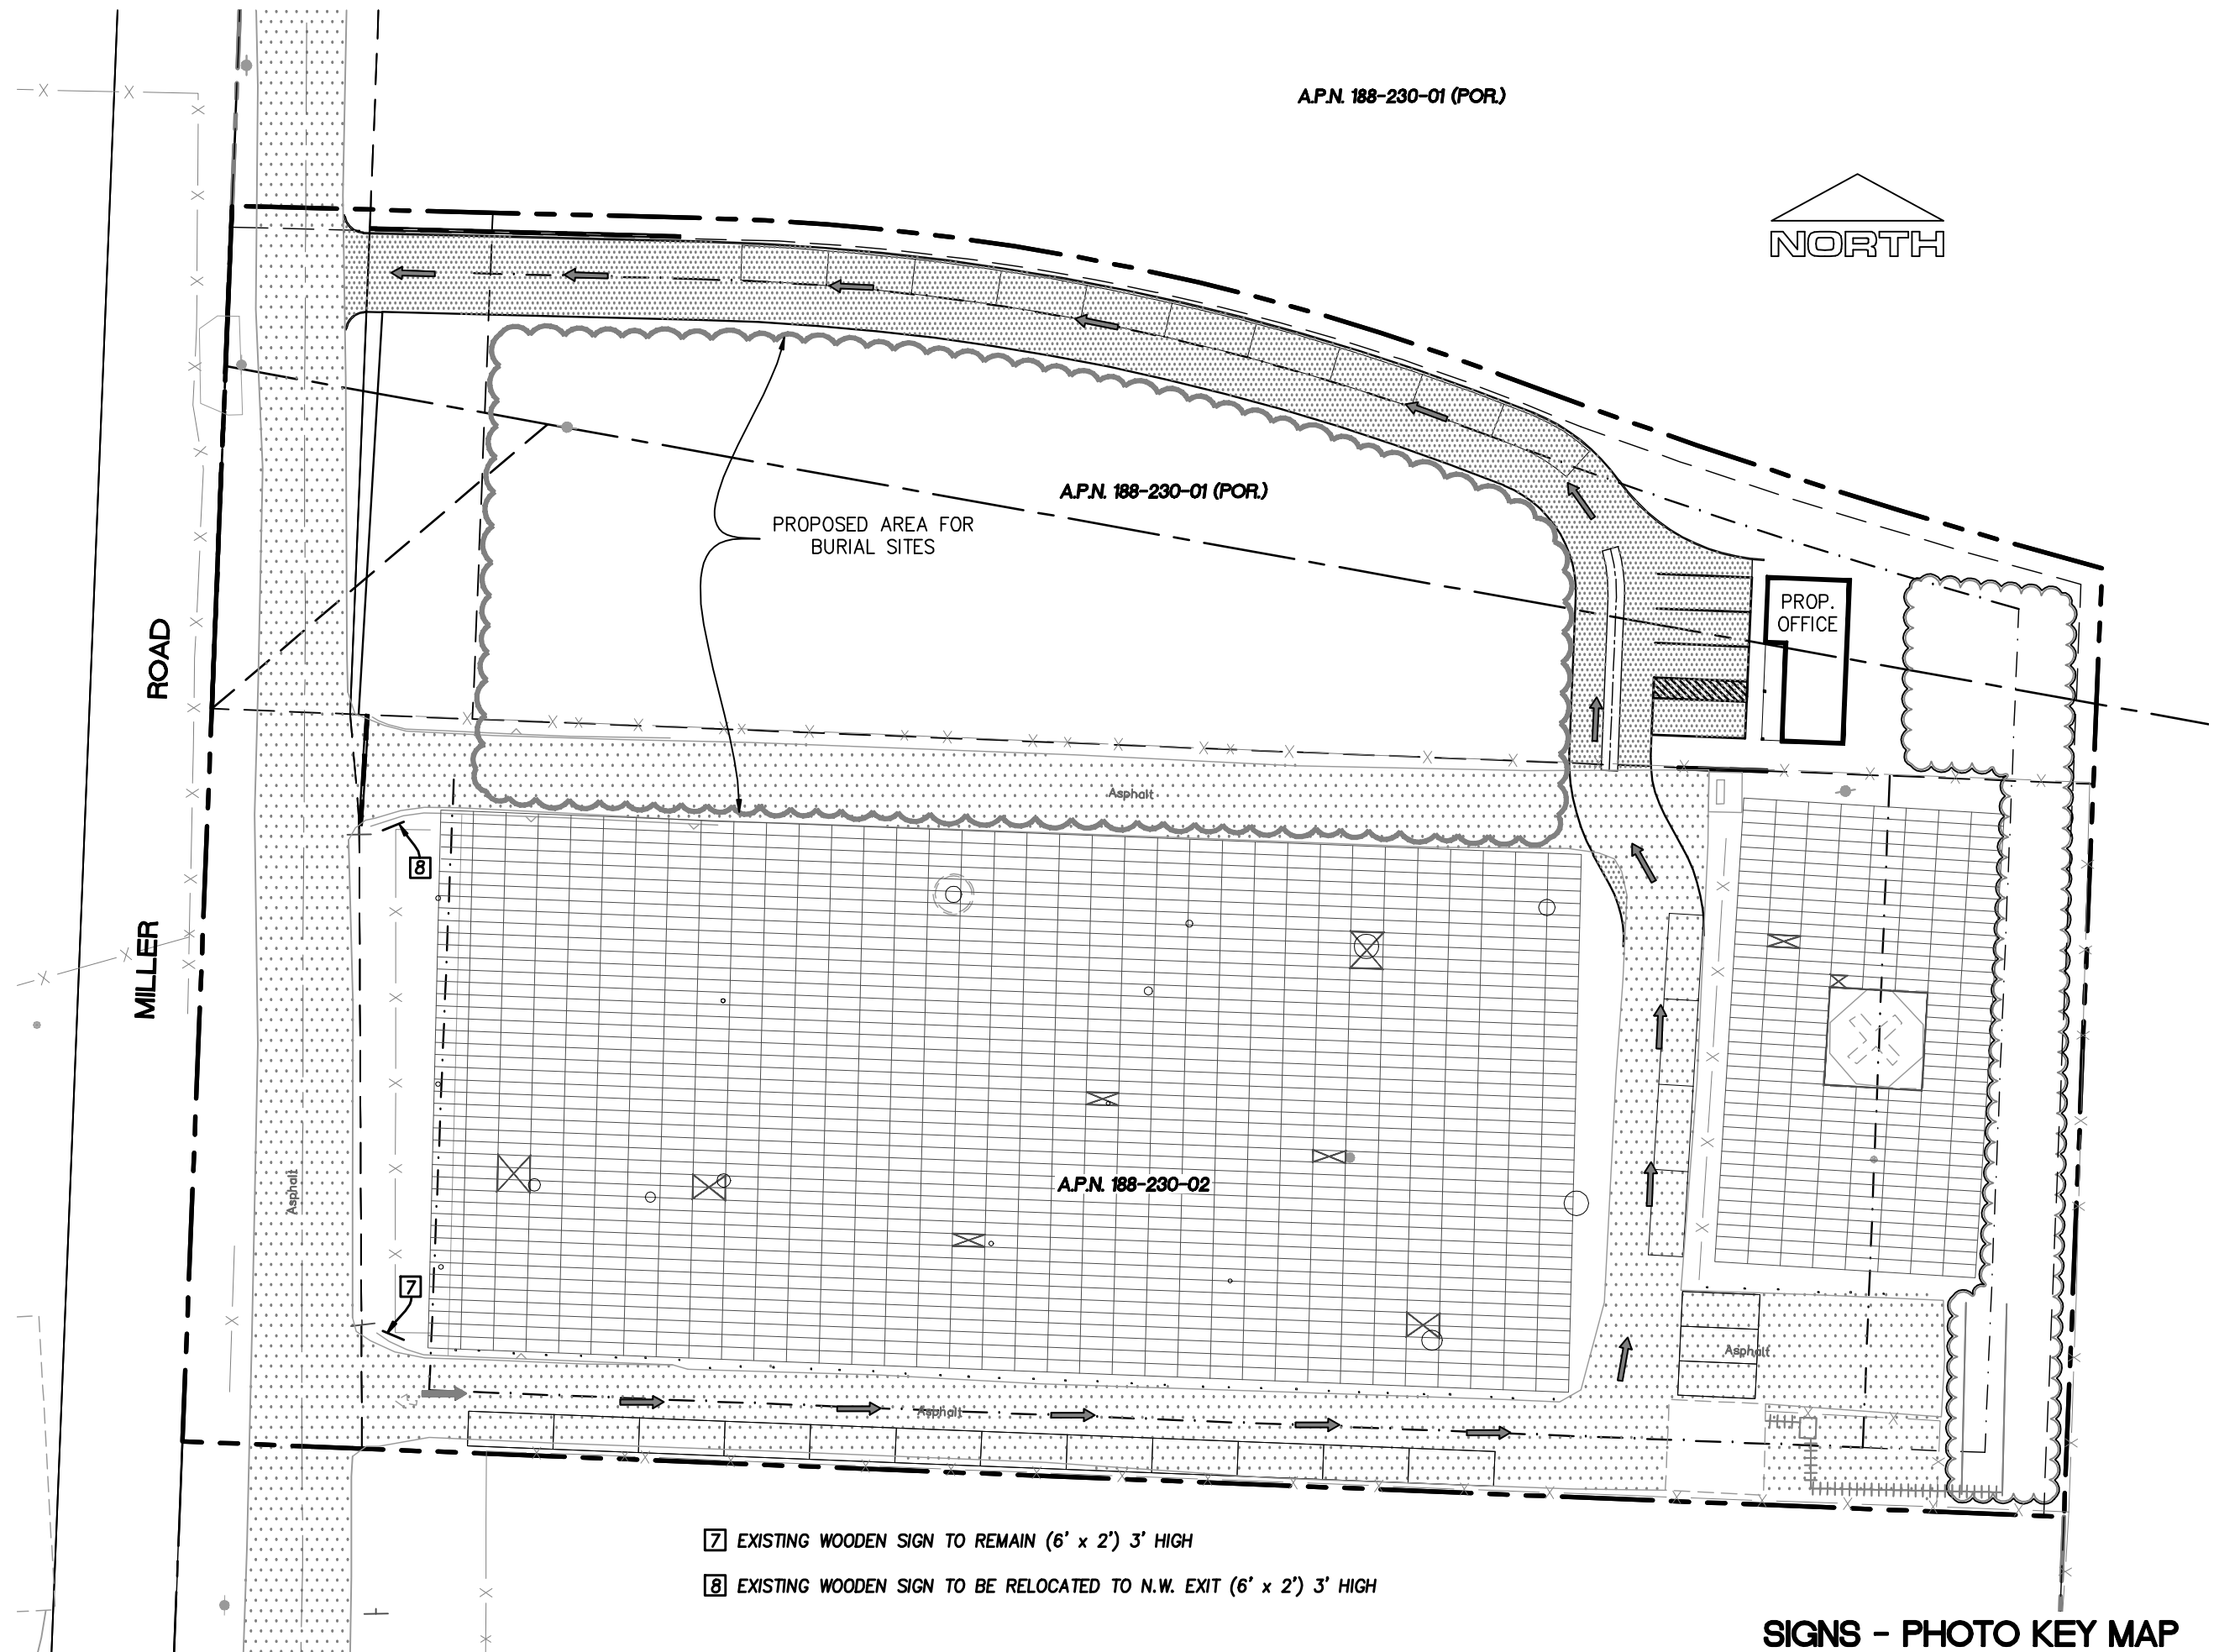 A.P.N. 188-230-01 (POR.)
NORTH
A.P.N. 188-230-01 (POR.)
PROPOSED AREA FOR
BURIAL SITES
PROP.
OFFICE
MILLER ROAD
Asphalt
8
Asphalt
A.P.N. 188-230-02
7
Asphalt
Asphalt
7 EXISTING WOODEN SIGN TO REMAIN (6' x 2') 3' HIGH
8 EXISTING WOODEN SIGN TO BE RELOCATED TO N.W. EXIT (6' x 2') 3' HIGH
SIGNS - PHOTO KEY MAP